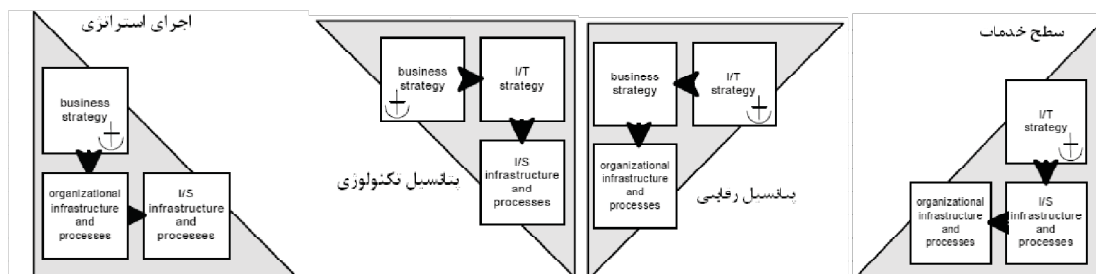 اجرای استراتژی
business
strategy
organizational
infrastructure
and
processes
I/S
infrastructure
and
processes
business
strategy
I/T
strategy
I/S
infrastructure
and
processes
پتانسیل تکنولوژی
business
strategy
I/T
strategy
organizational
infrastructure
and
processes
پتانسیل رقابتی
سطح خدمات
I/T
strategy
organizational
infrastructure
and
processes
I/S
infrastructure
and
processes